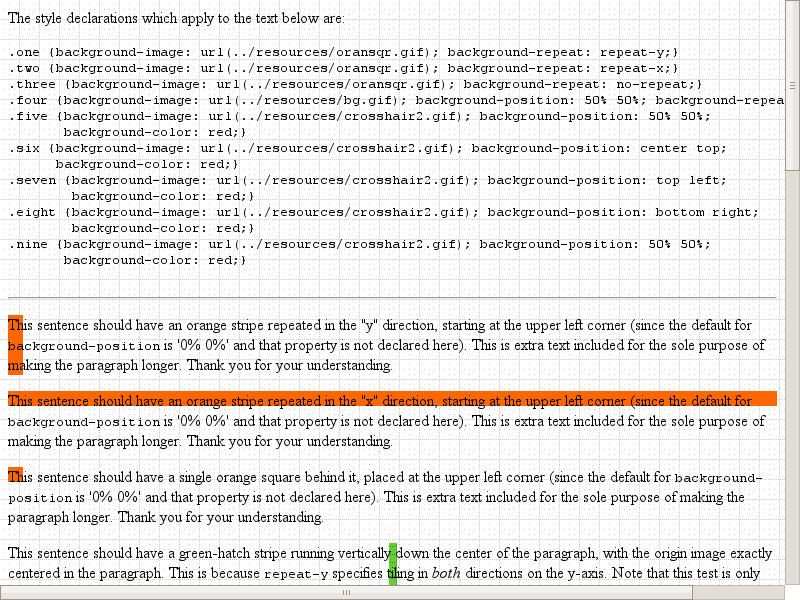 The style declarations which apply to the text below are:
.one {background-image: url(../resources/oransqr.gif); background-repeat: repeat-y;}
.two {background-image: url(../resources/oransqr.gif); background-repeat: repeat-x;}
.three {background-image: url(../resources/oransqr.gif); background-repeat: no-repeat;}
.four {background-image: url(../resources/bg.gif); background-position: 50% 50%; background-repea
.five {background-image: url(../resources/crosshair2.gif); background-position: 50% 50%;
background-color: red;}
.six {background-image: url(../resources/crosshair2.gif); background-position: center top;
background-color: red;}
.seven {background-image: url(../resources/crosshair2.gif); background-position: top left;
background-color: red;}
.eight {background-image: url(../resources/crosshair2.gif); background-position: bottom right;
background-color: red;}
.nine {background-image: url(../resources/crosshair2.gif); background-position: 50% 50%;
background-color: red;}
This sentence should have an orange stripe repeated in the "y" direction, starting at the upper left corner (since the default for
background-position is '0% 0%' and that property is not declared here). This is extra text included for the sole purpose of
making the paragraph longer. Thank you for your understanding.
This sentence should have an orange stripe repeated in the "x" direction, starting at the upper left corner (since the default for
background-position is '0% 0%' and that property is not declared here). This is extra text included for the sole purpose of
making the paragraph longer. Thank you for your understanding.
This sentence should have a single orange square behind it, placed at the upper left corner (since the default for background-
position is '0% 0%' and that property is not declared here). This is extra text included for the sole purpose of making the
paragraph longer. Thank you for your understanding.
This sentence should have a green-hatch stripe running vertically down the center of the paragraph, with the origin image exactly
centered in the paragraph. This is because repeat-y specifies tiling in both directions on the y-axis. Note that this test is only